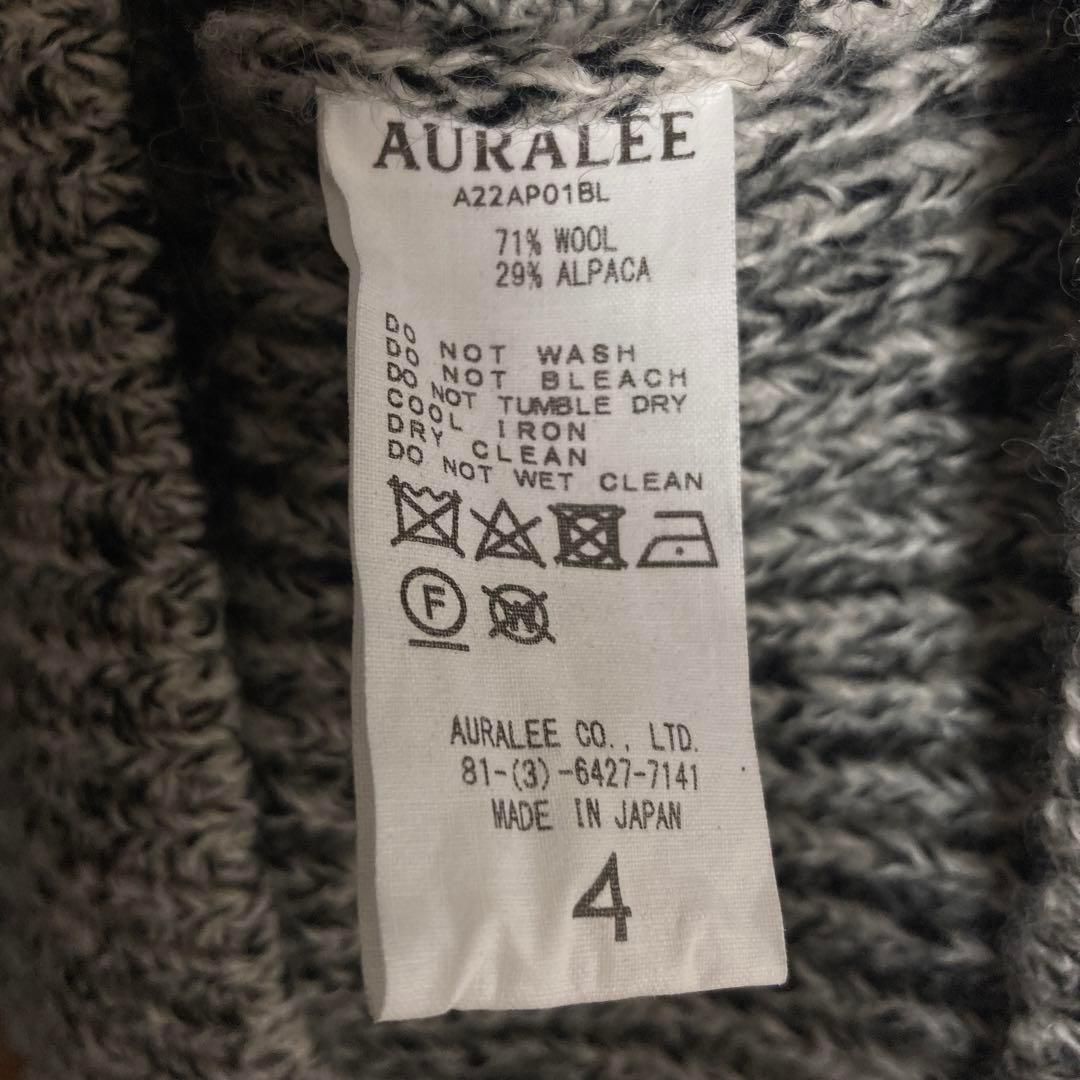 AURALEE
A22AP01BL
71% WOOL
29% ALPACA
DO NOT WASH
DO NOT BLEACH
DO NOT TUMBLE DRY
COOL IRON
DRY CLEAN
DO NOT WET CLEAN
F
W
AURALEE CO., LTD.
81-(3)-6427-7141
MADE IN JAPAN
4